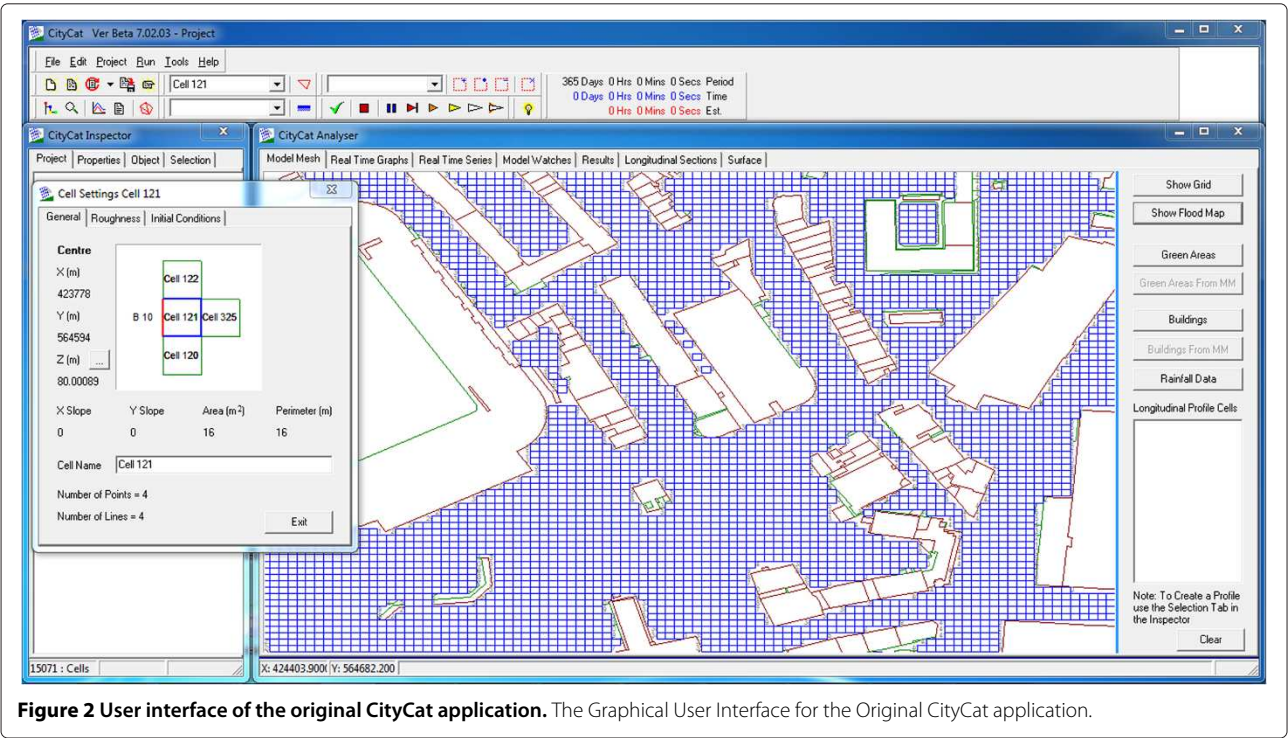 CityCat Ver Beta 7.02.03 - Project
File Edit Project Run Tools Help
Cell 121
365 Days 0 Hrs 0 Mins 0 Secs Period
0 Days 0 Hrs 0 Mins 0 Secs Time
0 Hrs 0 Mins 0 Secs Est.
CityCat Inspector
Project Properties Object Selection
Cell Settings Cell 121
General Roughness Initial Conditions
Centre
X (m)
423778
Y (m)
564594
Z (m) ...
80.00089
Cell 122
B 10 Cell 121 Cell 325
Cell 120
X Slope Y Slope Area (m²) Perimeter (m)
0 0 16 16
Cell Name Cell 121
Number of Points = 4
Number of Lines = 4
Exit
15071 : Cells
CityCat Analyser
Model Mesh Real Time Graphs Real Time Series Model Watches Results Longitudinal Sections Surface
Show Grid
Show Flood Map
Green Areas
Green Areas From MM
Buildings
Buildings From MM
Rainfall Data
Longitudinal Profile Cells
Note: To Create a Profile
use the Selection Tab in
the Inspector
Clear
X: 424403.900( Y: 564682.200
Figure 2 User interface of the original CityCat application. The Graphical User Interface for the Original CityCat application.